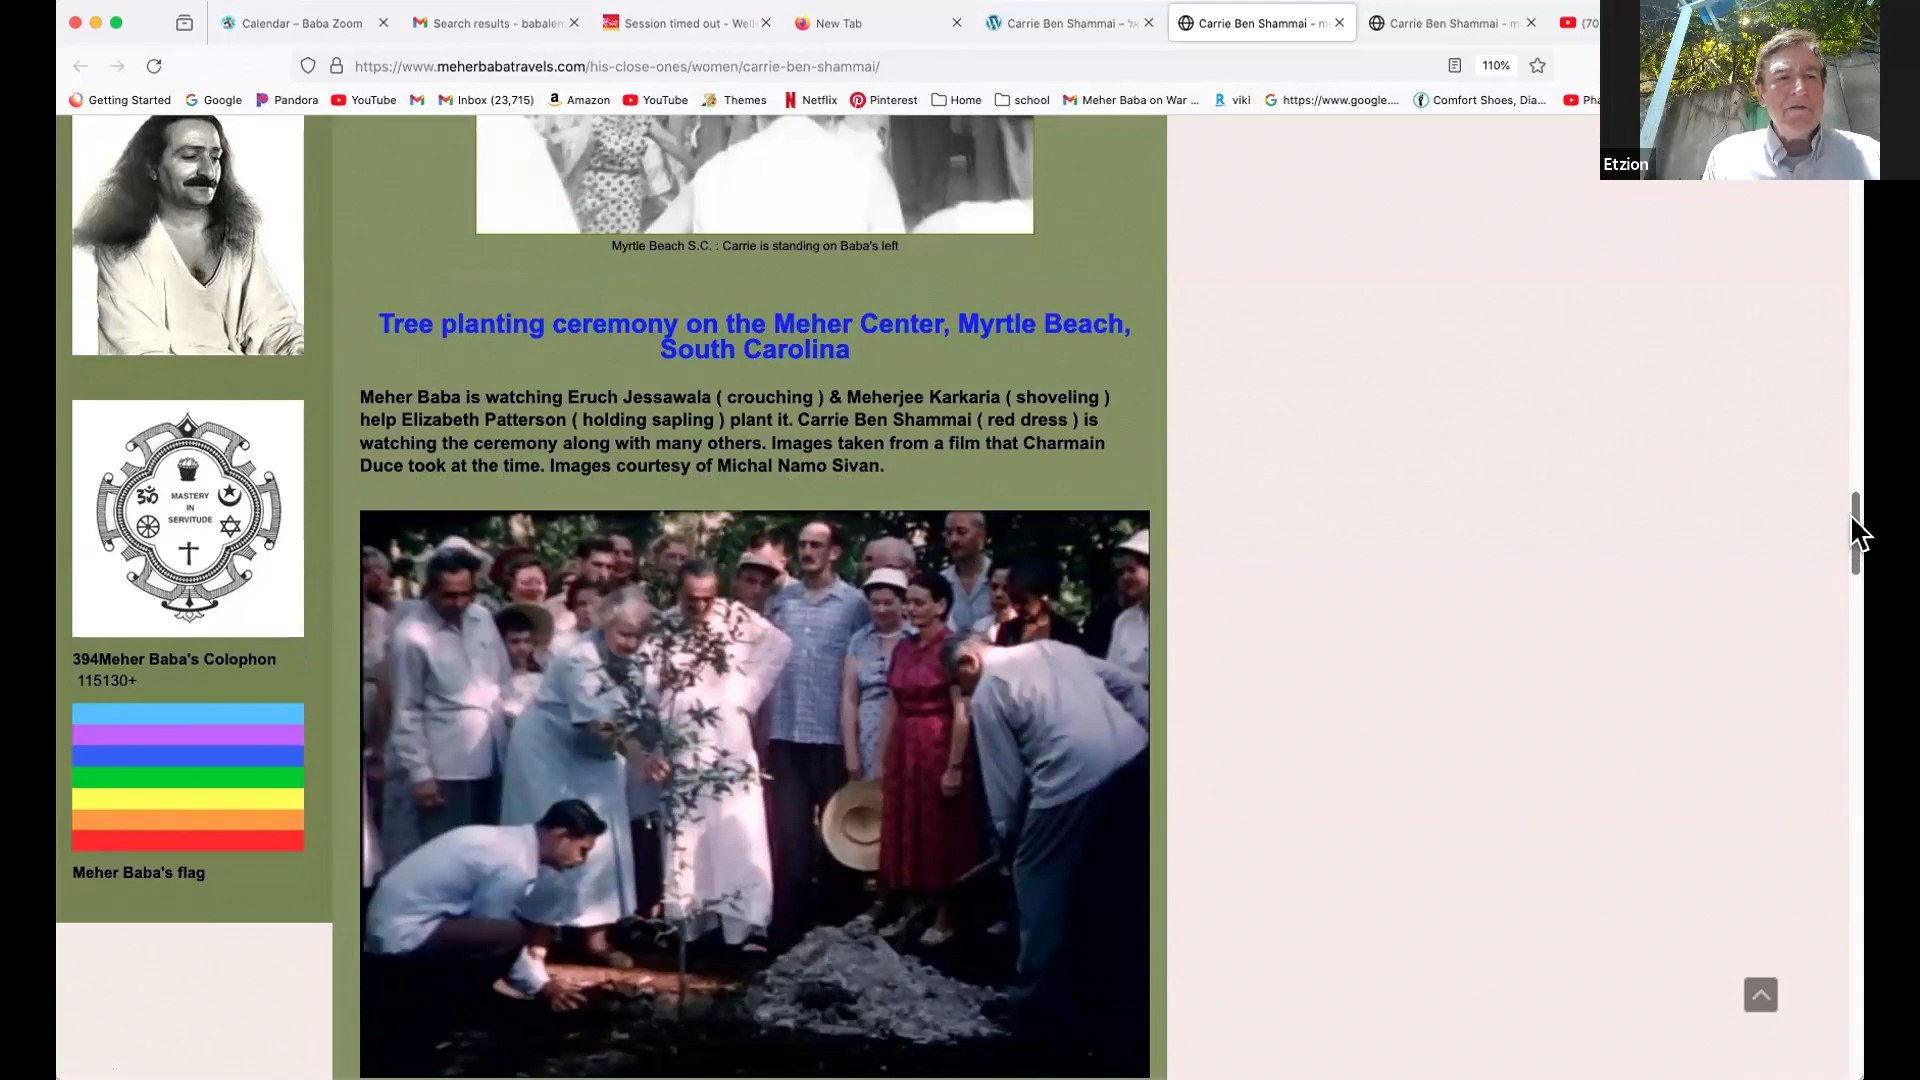 Calendar – Baba Zoom
Search results - babalem
Session timed out - Well
New Tab
Carrie Ben Shammai –
Carrie Ben Shammai - m
Carrie Ben Shammai - m
(70
https://www.meherbabatravels.com/his-close-ones/women/carrie-ben-shammai/
110%
Getting Started
Google
Pandora
YouTube
Inbox (23,715)
Amazon
YouTube
Themes
Netflix
Pinterest
Home
school
Meher Baba on War ...
viki
https://www.google....
Comfort Shoes, Dia...
Pha
Etzion
Myrtle Beach S.C. : Carrie is standing on Baba's left
Tree planting ceremony on the Meher Center, Myrtle Beach,
South Carolina
Meher Baba is watching Eruch Jessawala ( crouching ) & Meherjee Karkaria ( shoveling )
help Elizabeth Patterson ( holding sapling ) plant it. Carrie Ben Shammai ( red dress ) is
watching the ceremony along with many others. Images taken from a film that Charmain
Duce took at the time. Images courtesy of Michal Namo Sivan.
MASTERY
IN
SERVITUDE
394Meher Baba's Colophon
115130+
Meher Baba's flag